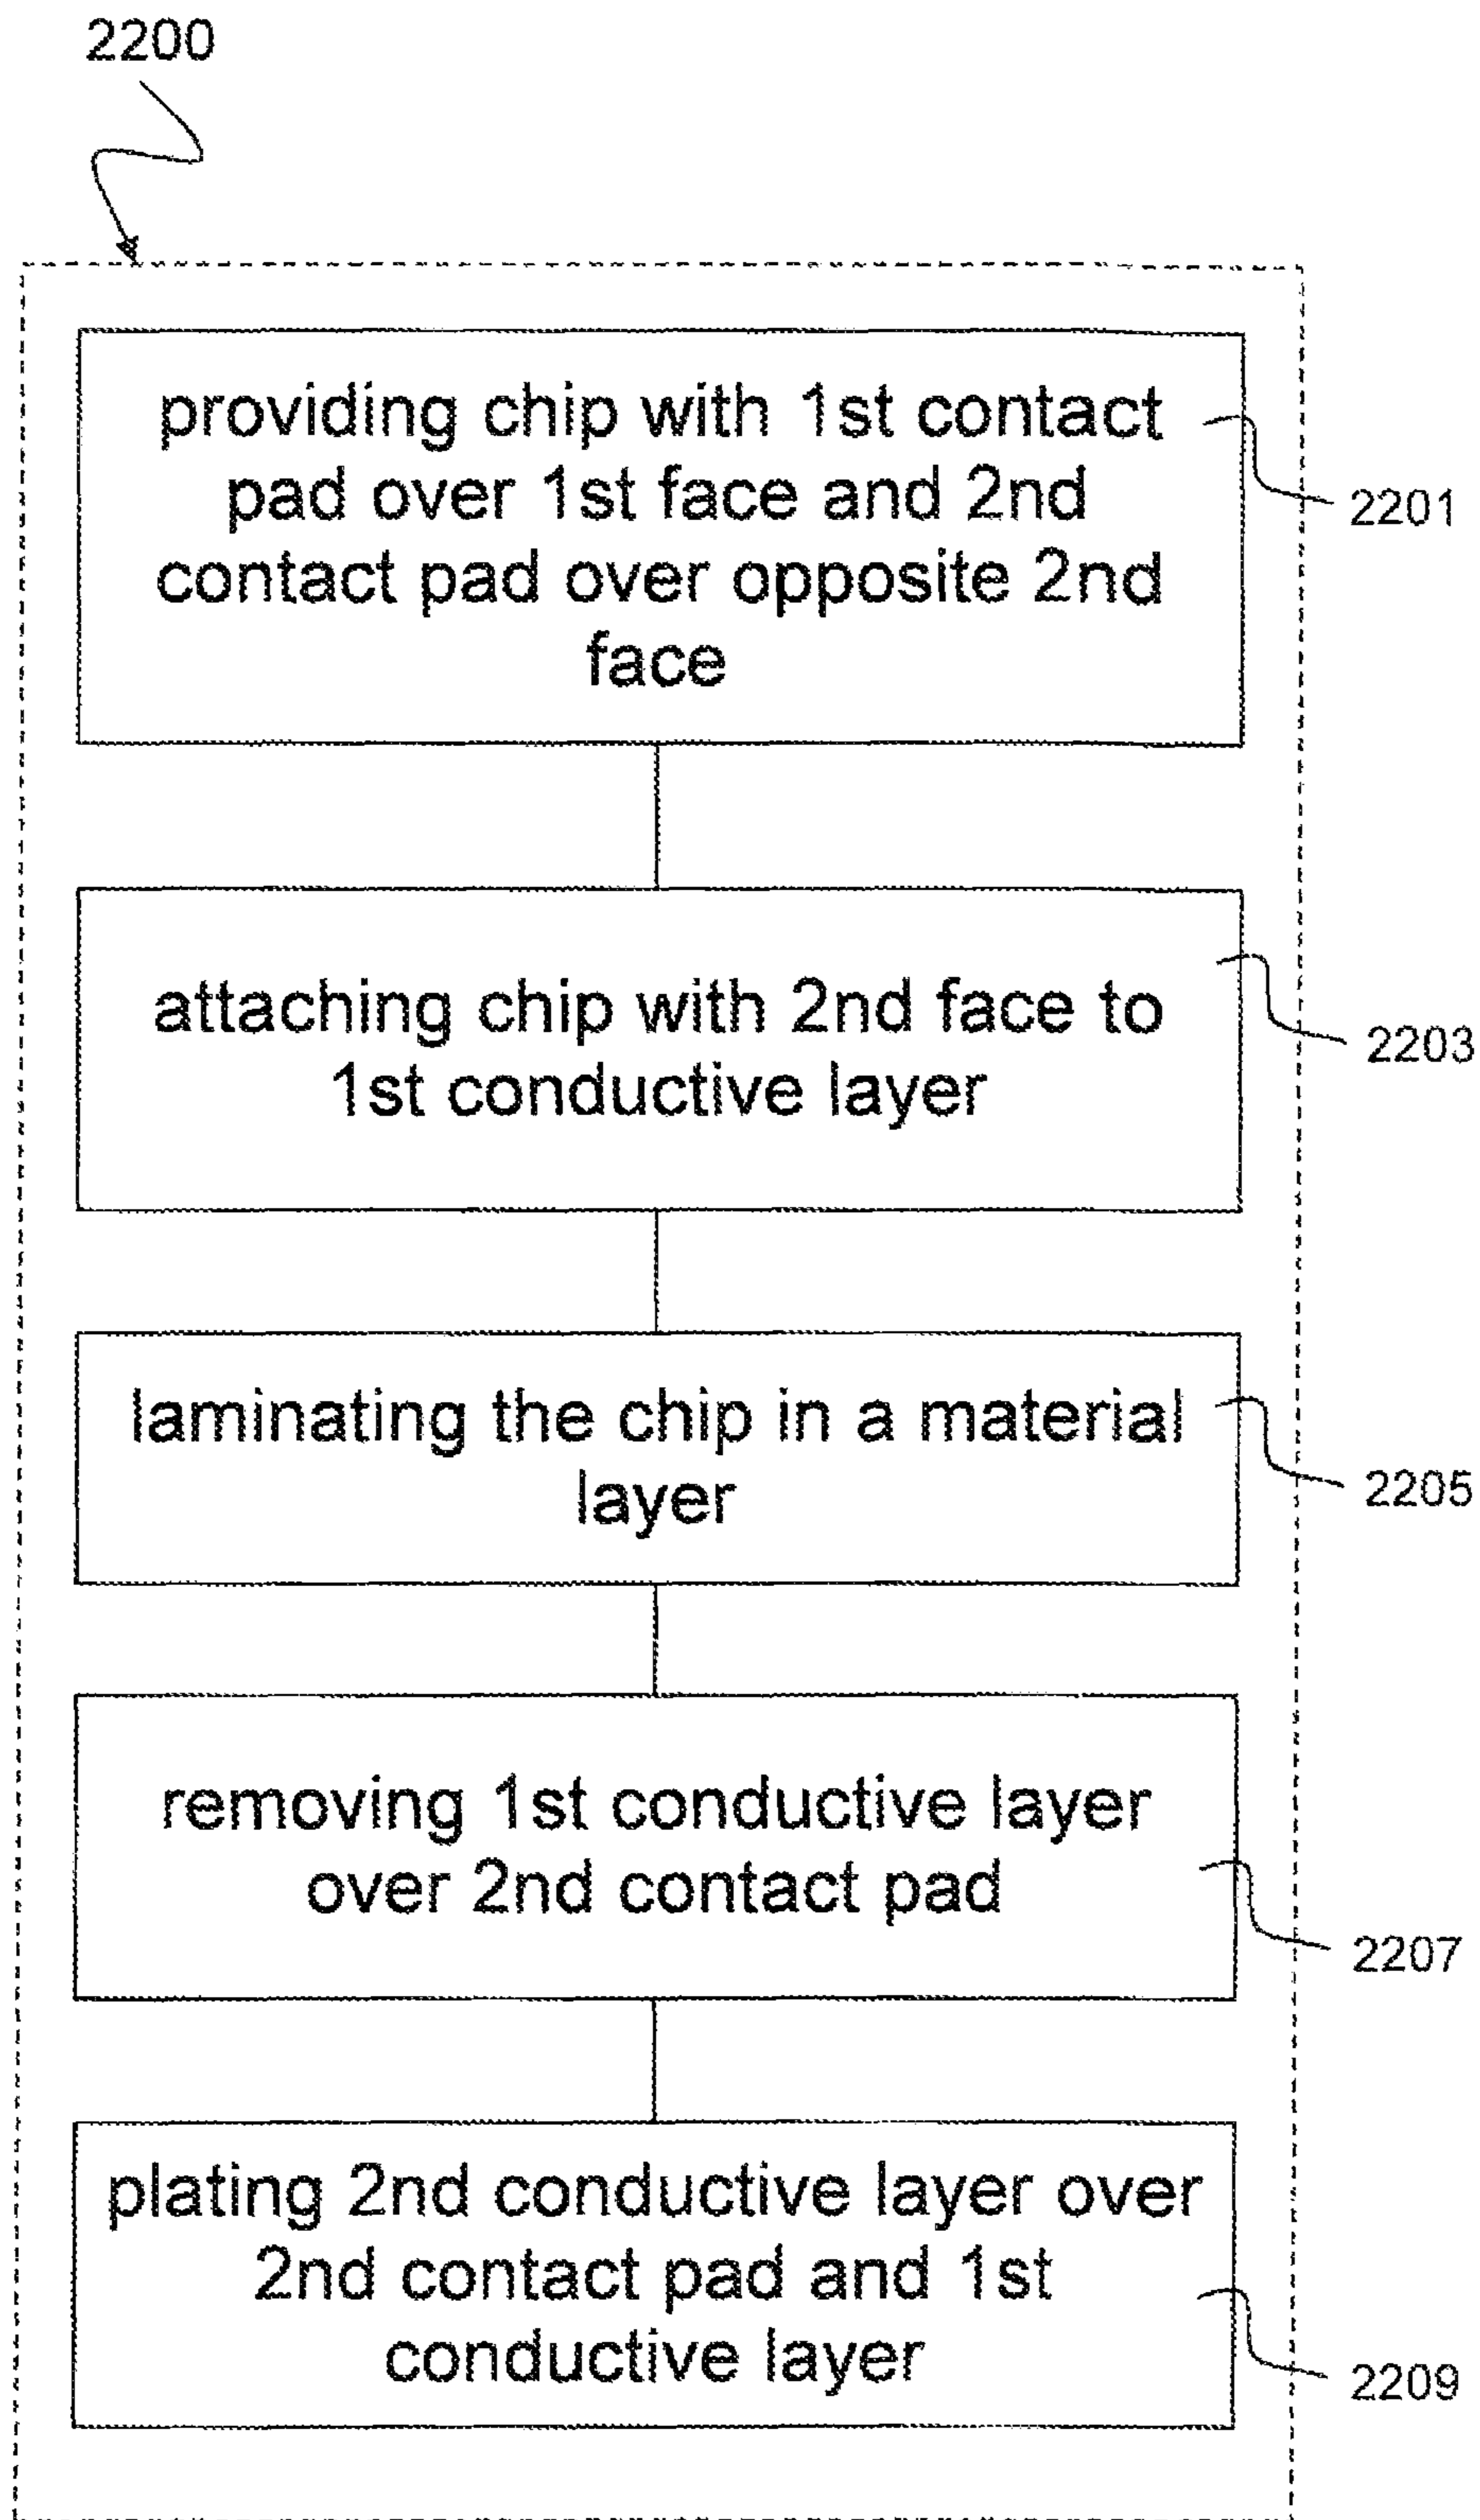 2200
providing chip with 1st contact
pad over 1st face and 2nd
contact pad over opposite 2nd
face
2201
attaching chip with 2nd face to
1st conductive layer
2203
laminating the chip in a material
layer
2205
removing 1st conductive layer
over 2nd contact pad
2207
plating 2nd conductive layer over
2nd contact pad and 1st
conductive layer
2209